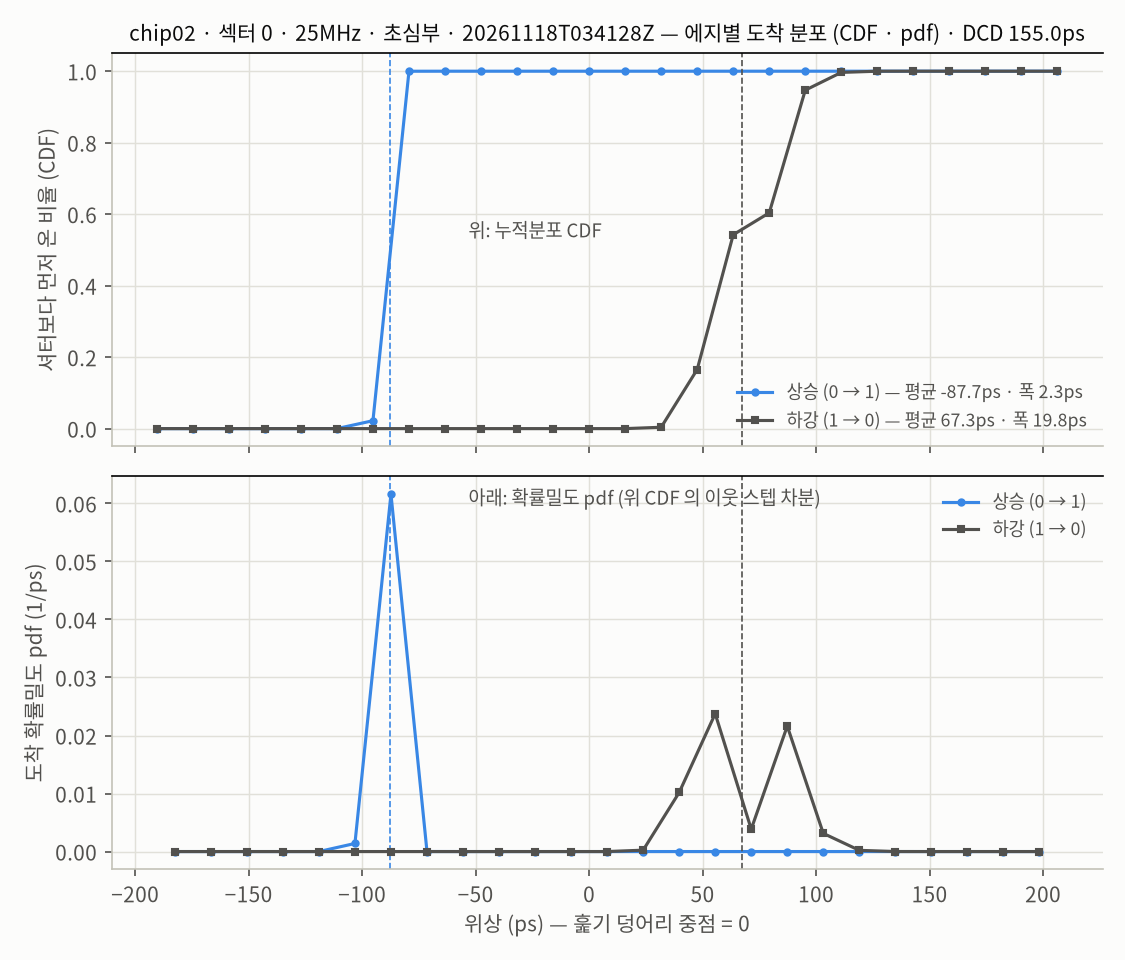 chip02 · 섹터 0 · 25MHz · 초심부 · 20261118T034128Z — 에지별 도착 분포 (CDF · pdf) · DCD 155.0ps
셔터보다 먼저 온 비율 (CDF)
1.0
0.8
0.6
0.4
0.2
0.0
위: 누적분포 CDF
상승 (0 → 1) — 평균 -87.7ps · 폭 2.3ps
하강 (1 → 0) — 평균 67.3ps · 폭 19.8ps
도착 확률밀도 pdf (1/ps)
0.06
0.05
0.04
0.03
0.02
0.01
0.00
아래: 확률밀도 pdf (위 CDF 의 이웃 스텝 차분)
상승 (0 → 1)
하강 (1 → 0)
−200 −150 −100 −50 0 50 100 150 200
위상 (ps) — 훑기 덩어리 중점 = 0